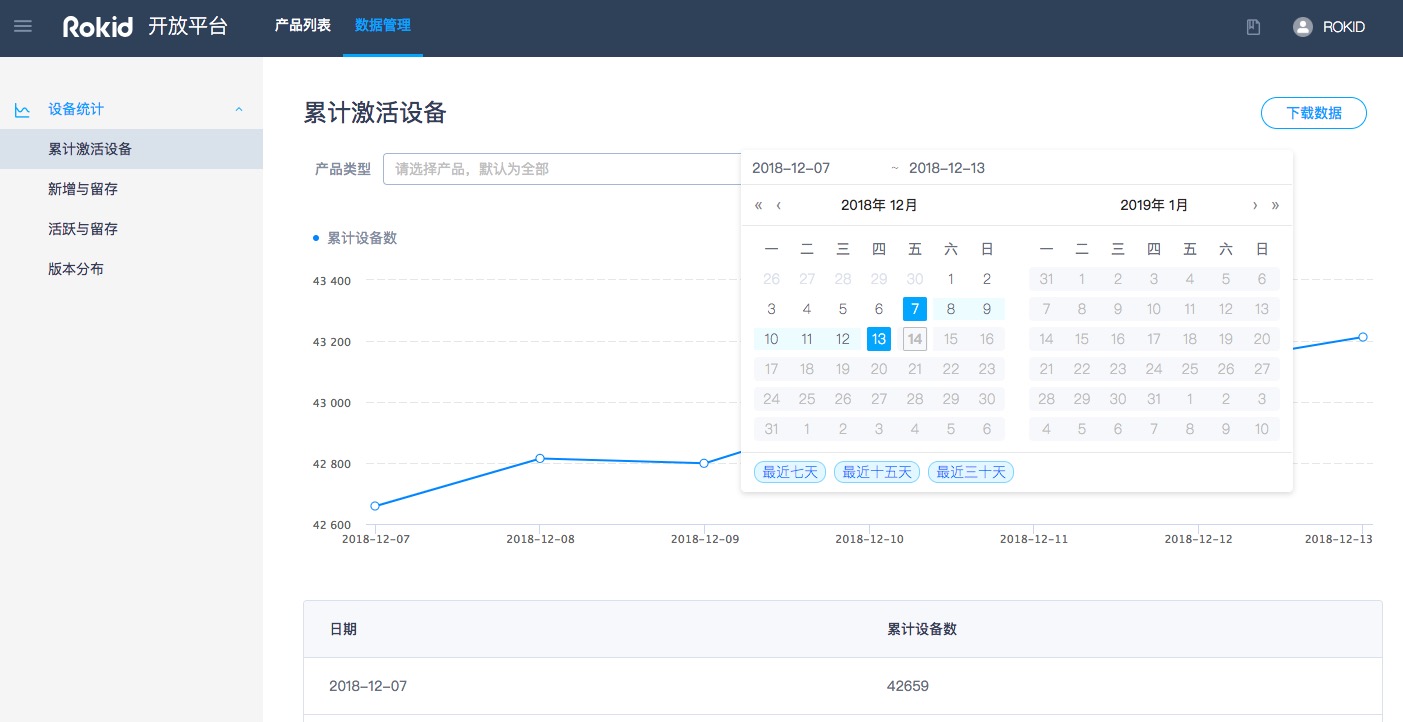 Rokid 开放平台 产品列表 数据管理 ROKID
设备统计
累计激活设备
新增与留存
活跃与留存
版本分布
累计激活设备 下载数据
产品类型 请选择产品，默认为全部
2018-12-07 ~ 2018-12-13
« ‹ 2018年 12月 2019年 1月 › »
一 二 三 四 五 六 日 一 二 三 四 五 六 日
26 27 28 29 30 1 2 31 1 2 3 4 5 6
3 4 5 6 7 8 9 7 8 9 10 11 12 13
10 11 12 13 14 15 16 14 15 16 17 18 19 20
17 18 19 20 21 22 23 21 22 23 24 25 26 27
24 25 26 27 28 29 30 28 29 30 31 1 2 3
31 1 2 3 4 5 6 4 5 6 7 8 9 10
最近七天 最近十五天 最近三十天
累计设备数
43 400
43 200
43 000
42 800
42 600
2018-12-07 2018-12-08 2018-12-09 2018-12-10 2018-12-11 2018-12-12 2018-12-13
日期 累计设备数
2018-12-07 42659